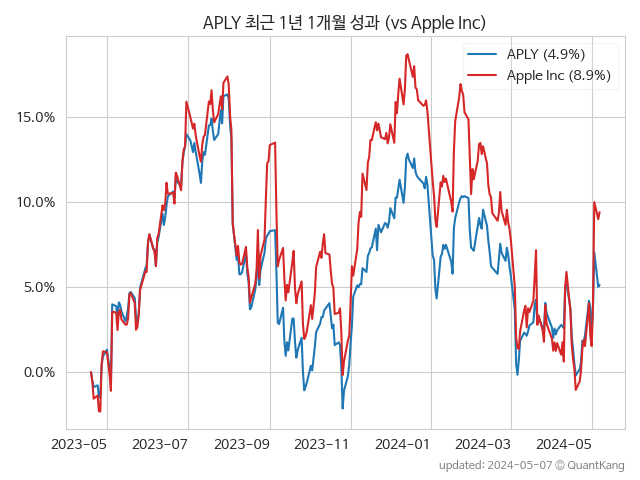 APLY 최근 1년 1개월 성과 (vs Apple Inc)
APLY (4.9%)
Apple Inc (8.9%)
15.0%
10.0%
5.0%
0.0%
2023-05 2023-07 2023-09 2023-11 2024-01 2024-03 2024-05
updated: 2024-05-07 © QuantKang